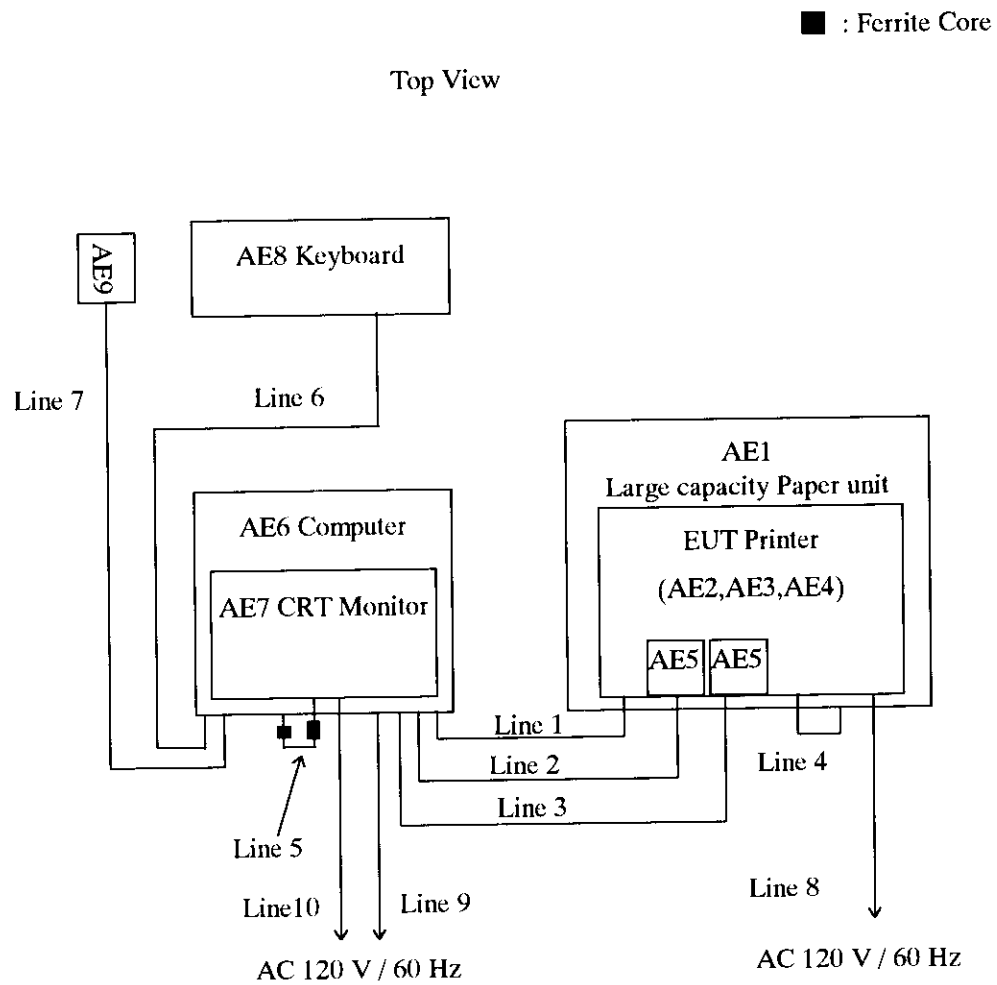 ■ : Ferrite Core
Top View
AE9
AE8 Keyboard
Line 7
Line 6
AE1
Large capacity Paper unit
AE6 Computer
EUT Printer
(AE2,AE3,AE4)
AE7 CRT Monitor
AE5
AE5
Line 1
Line 2
Line 3
Line 4
Line 5
Line10
Line 9
Line 8
AC 120 V / 60 Hz
AC 120 V / 60 Hz